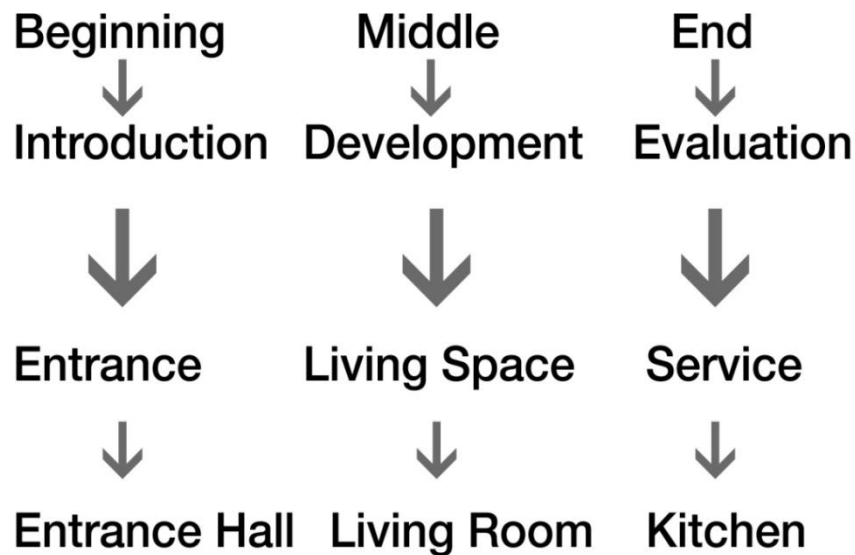 Beginning Middle End
Introduction Development Evaluation
Entrance Living Space Service
Entrance Hall Living Room Kitchen